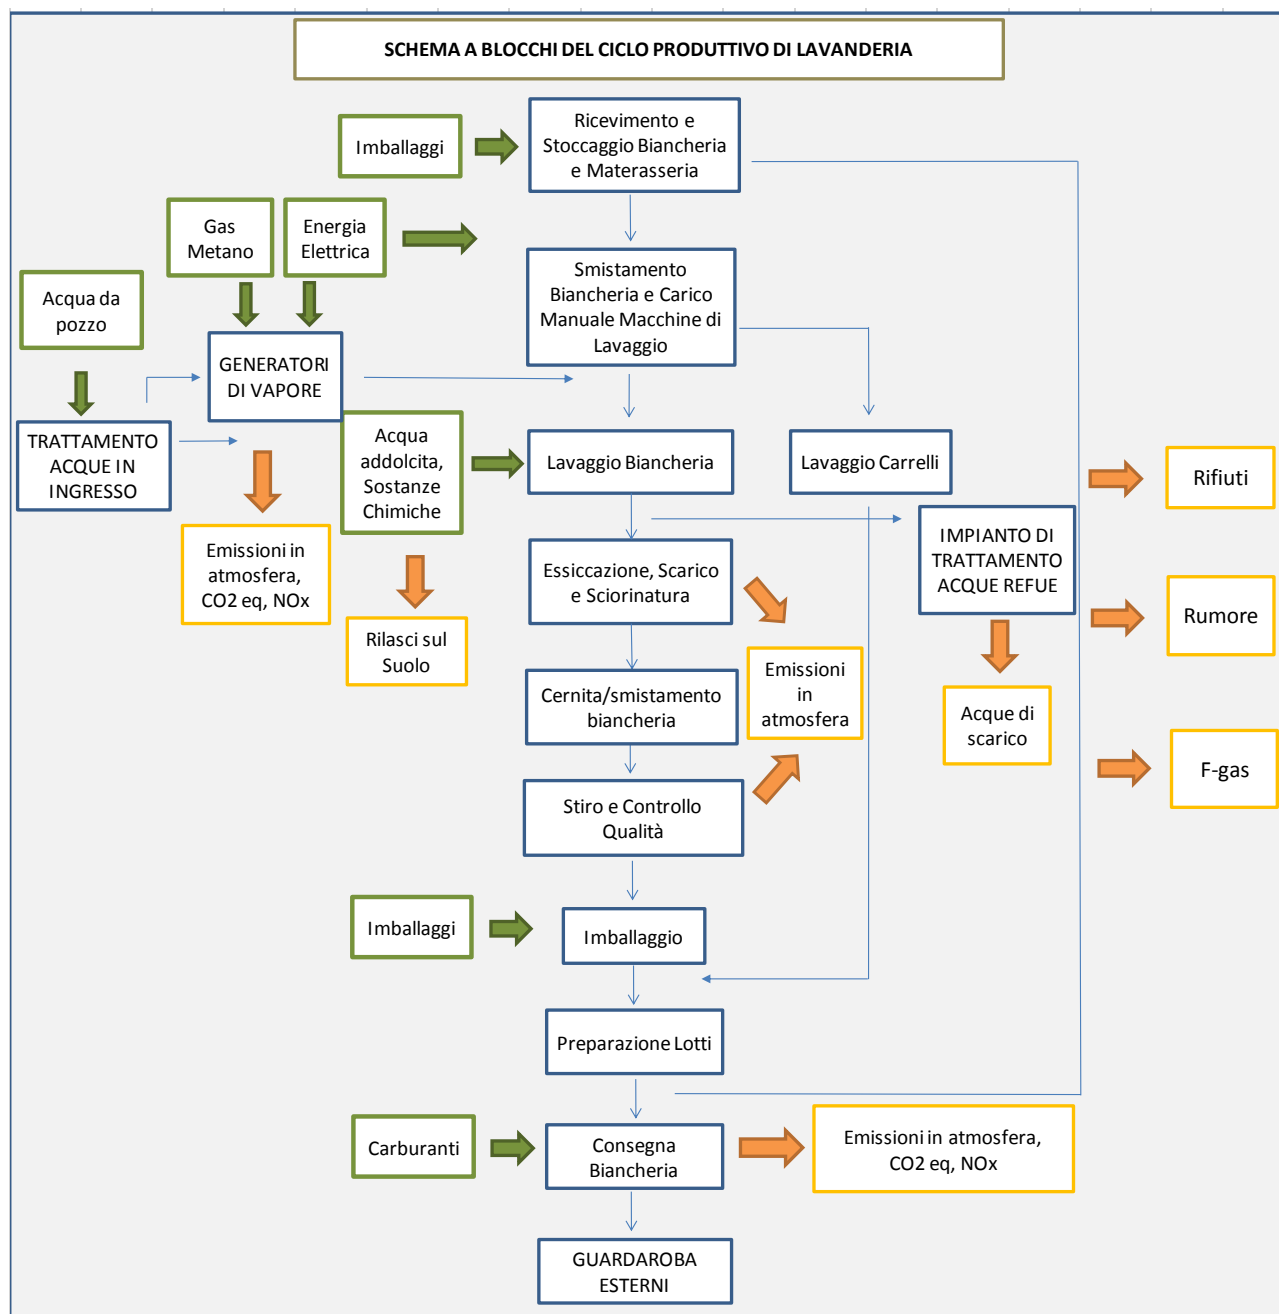 SCHEMA A BLOCCHI DEL CICLO PRODUTTIVO DI LAVANDERIA
Imballaggi
Ricevimento e
Stoccaggio Biancheria
e Materasseria
Gas
Metano
Energia
Elettrica
Smistamento
Biancheria e Carico
Manuale Macchine di
Lavaggio
Acqua da
pozzo
GENERATORI
DI VAPORE
TRATTAMENTO
ACQUE IN
INGRESSO
Acqua
addolcita,
Sostanze
Chimiche
Lavaggio Biancheria
Lavaggio Carrelli
Rifiuti
Emissioni in
atmosfera,
CO2 eq, NOx
Essiccazione, Scarico
e Sciorinatura
IMPIANTO DI
TRATTAMENTO
ACQUE REFUE
Rumore
Rilasci sul
Suolo
Cernita/smistamento
biancheria
Emissioni
in
atmosfera
Acque di
scarico
F-gas
Stiro e Controllo
Qualità
Imballaggi
Imballaggio
Preparazione Lotti
Carburanti
Consegna
Biancheria
Emissioni in atmosfera,
CO2 eq, NOx
GUARDAROBA
ESTERNI